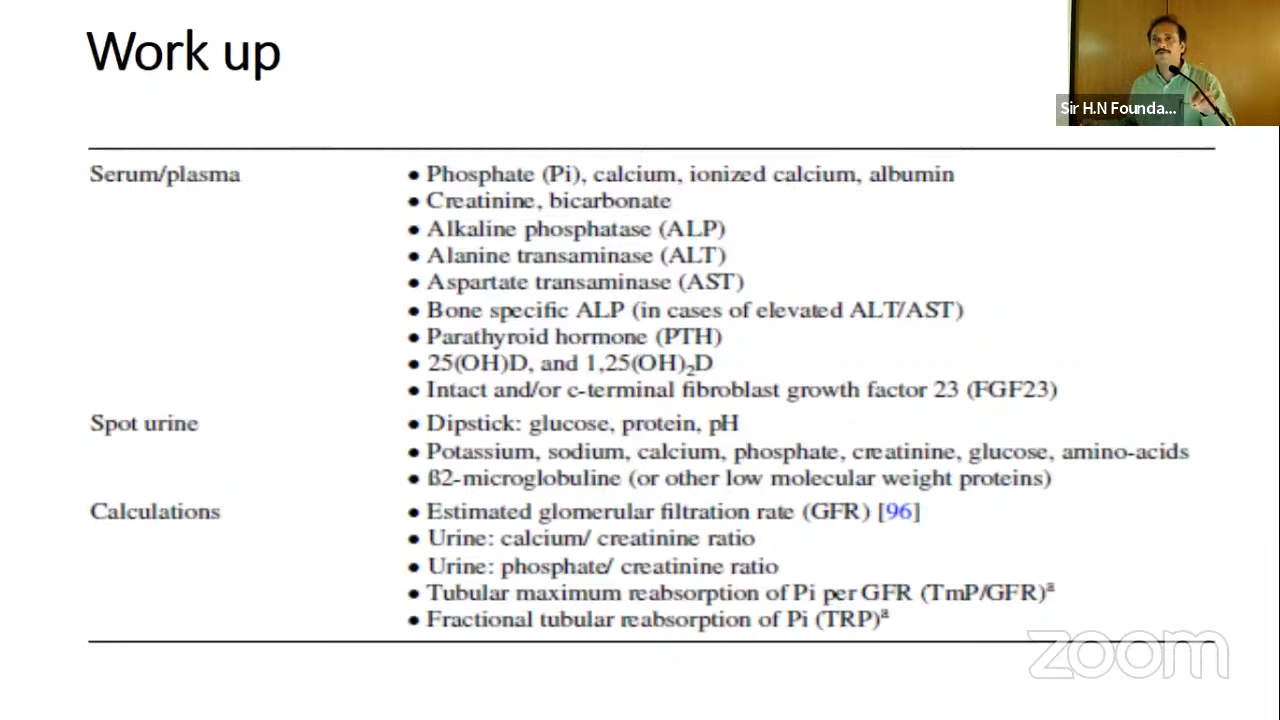 Work up
Sir H.N Founda...
Serum/plasma
• Phosphate (Pi), calcium, ionized calcium, albumin
• Creatinine, bicarbonate
• Alkaline phosphatase (ALP)
• Alanine transaminase (ALT)
• Aspartate transaminase (AST)
• Bone specific ALP (in cases of elevated ALT/AST)
• Parathyroid hormone (PTH)
• 25(OH)D, and 1,25(OH)₂D
• Intact and/or c-terminal fibroblast growth factor 23 (FGF23)
Spot urine
• Dipstick: glucose, protein, pH
• Potassium, sodium, calcium, phosphate, creatinine, glucose, amino-acids
• ß2-microglobuline (or other low molecular weight proteins)
Calculations
• Estimated glomerular filtration rate (GFR) [96]
• Urine: calcium/ creatinine ratio
• Urine: phosphate/ creatinine ratio
• Tubular maximum reabsorption of Pi per GFR (TmP/GFR)ª
• Fractional tubular reabsorption of Pi (TRP)ª
zoom